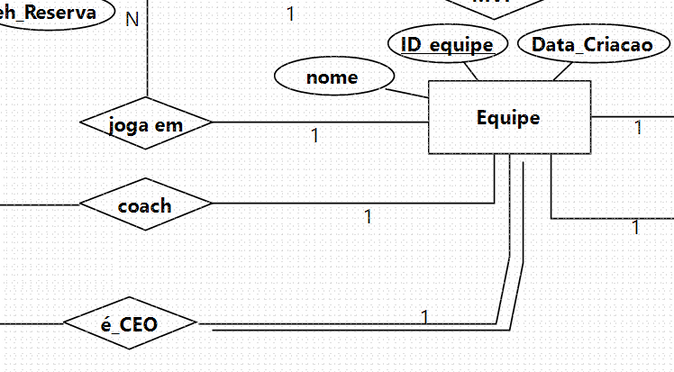 eh_Reserva
N
1
ID_equipe
Data_Criacao
nome
Equipe
joga em
1
1
coach
1
1
é_CEO
1